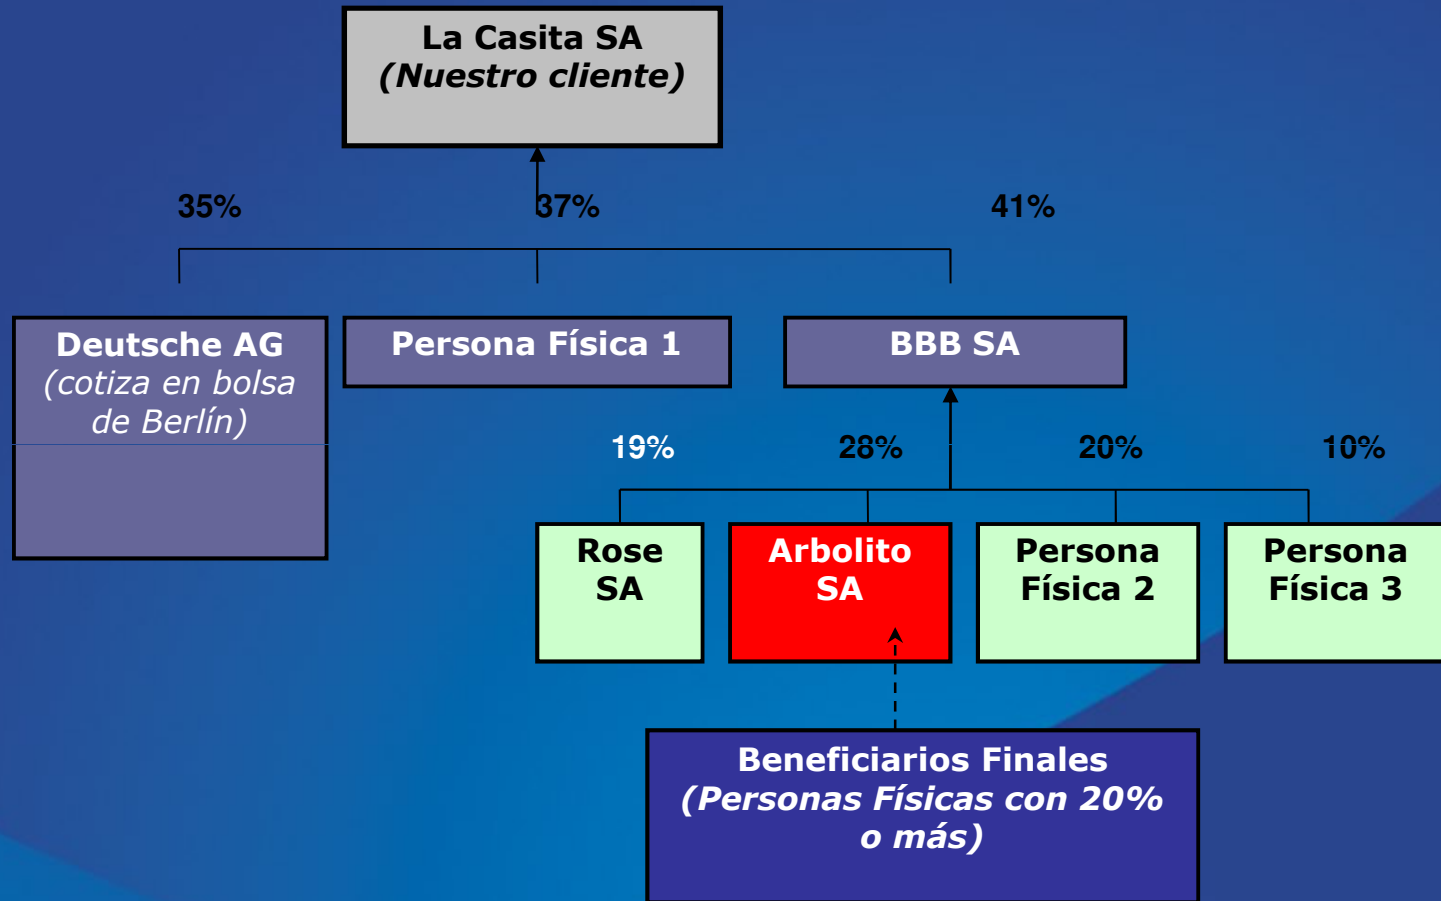 La Casita SA
(Nuestro cliente)
35%
37%
41%
Deutsche AG
(cotiza en bolsa
de Berlín)
Persona Física 1
BBB SA
19%
28%
20%
10%
Rose
SA
Arbolito
SA
Persona
Física 2
Persona
Física 3
Beneficiarios Finales
(Personas Físicas con 20%
o más)